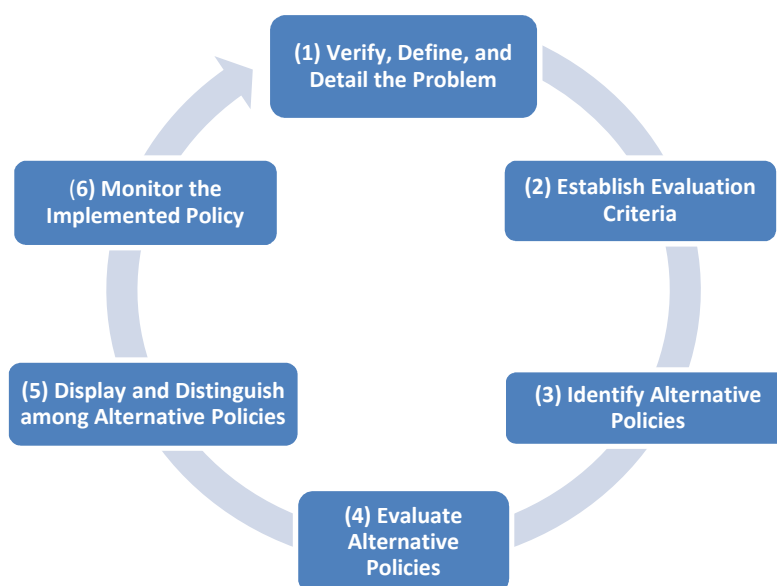 (1) Verify, Define, and
Detail the Problem
(2) Establish Evaluation
Criteria
(3) Identify Alternative
Policies
(4) Evaluate
Alternative
Policies
(5) Display and Distinguish
among Alternative Policies
(6) Monitor the
Implemented Policy